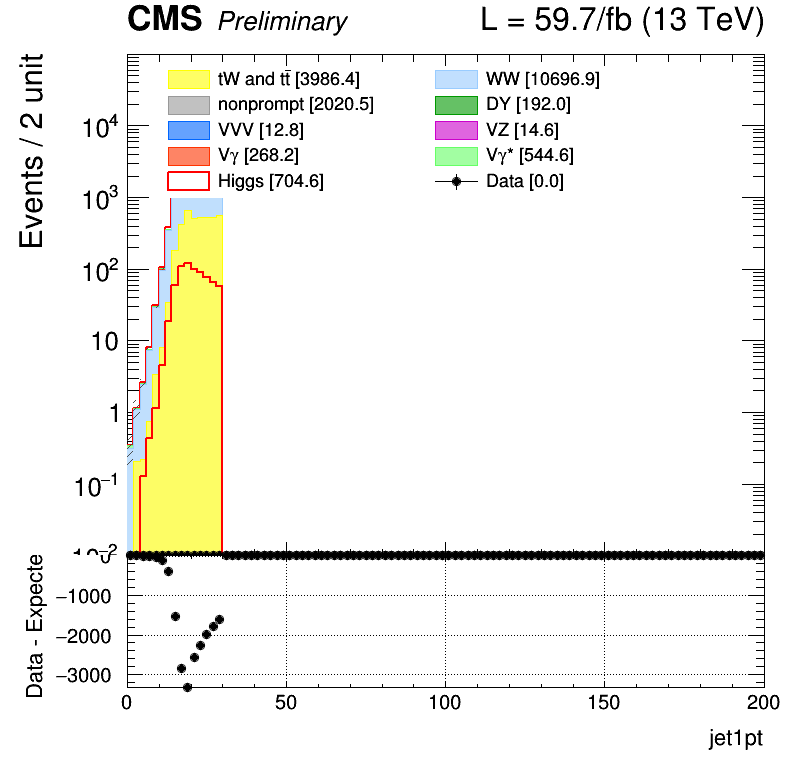 CMS Preliminary L = 59.7/fb (13 TeV)
Events / 2 unit
tW and tt̄ [3986.4] WW [10696.9]
nonprompt [2020.5] DY [192.0]
VVV [12.8] VZ [14.6]
Vγ [268.2] Vγ* [544.6]
Higgs [704.6] Data [0.0]
10⁴
10³
10²
10
1
10⁻¹
Data - Expecte
−1000
−2000
−3000
0 50 100 150 200
jet1pt